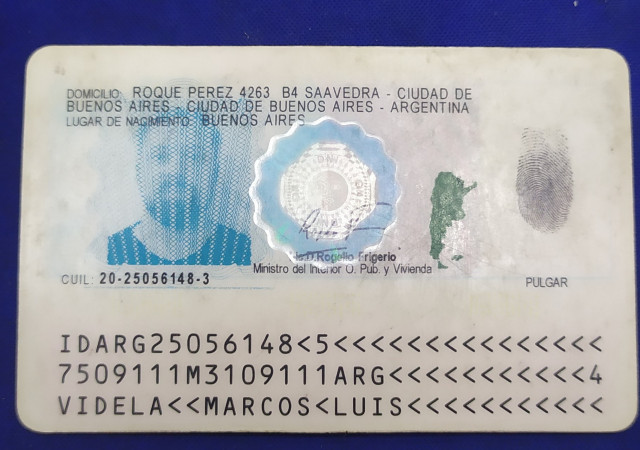 DOMICILIO: ROQUE PEREZ 4263 B4 SAAVEDRA - CIUDAD DE
BUENOS AIRES - CIUDAD DE BUENOS AIRES - ARGENTINA
LUGAR DE NACIMIENTO: BUENOS AIRES
Rogelio Frigerio
Ministro del Interior O. Pub. y Vivienda
CUIL: 20-25056148-3
PULGAR
IDARG25056148<5<<<<<<<<<<<<<<<
7509111M3109111ARG<<<<<<<<<<<4
VIDELA<<MARCOS<LUIS<<<<<<<<<<<